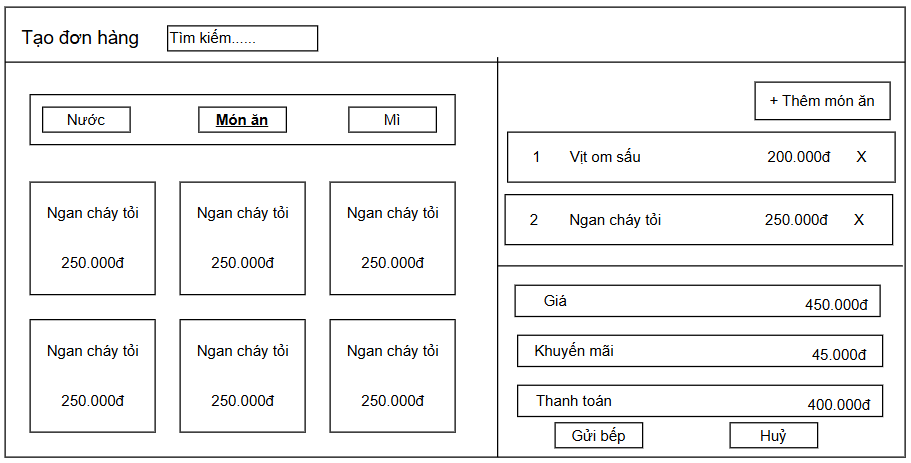 Tạo đơn hàng
Tìm kiếm......
Nước
Món ăn
Mì
Ngan cháy tỏi
250.000đ
Ngan cháy tỏi
250.000đ
Ngan cháy tỏi
250.000đ
Ngan cháy tỏi
250.000đ
Ngan cháy tỏi
250.000đ
Ngan cháy tỏi
250.000đ
+ Thêm món ăn
1 Vịt om sấu 200.000đ X
2 Ngan cháy tỏi 250.000đ X
Giá 450.000đ
Khuyến mãi 45.000đ
Thanh toán 400.000đ
Gửi bếp
Huỷ